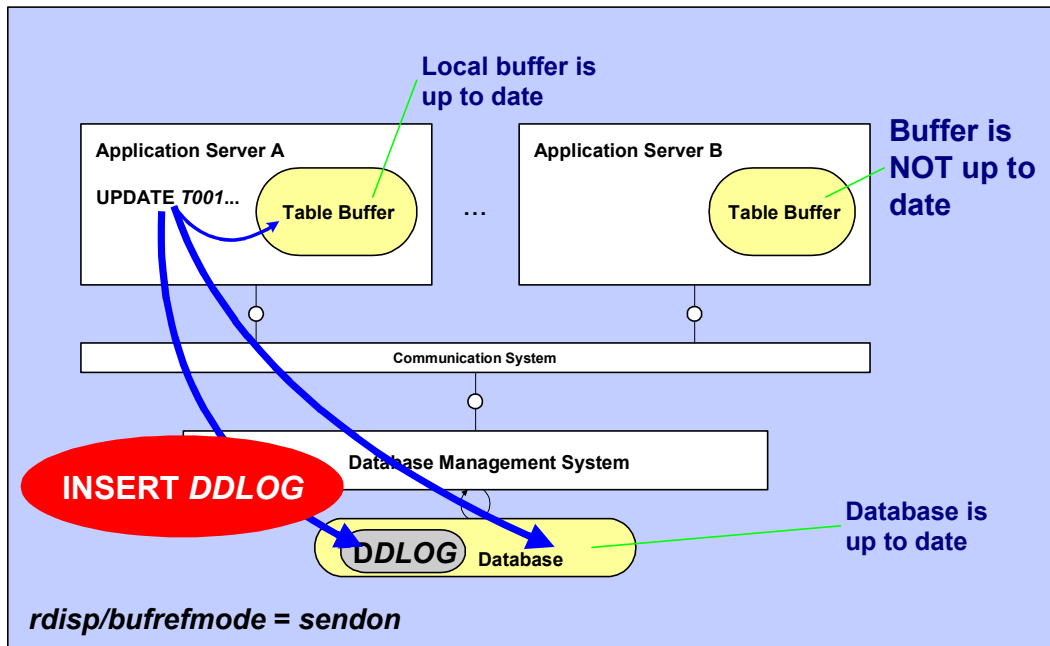 Local buffer is
up to date
Application Server A
UPDATE T001...
Table Buffer
...
Application Server B
Table Buffer
Buffer is
NOT up to
date
Communication System
Database Management System
INSERT DDLOG
DDLOG
Database
Database is
up to date
rdisp/bufrefmode = sendon